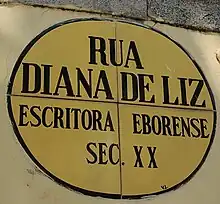 RUA
DIANA DE LIZ
ESCRITORA EBORENSE
SEC. XX